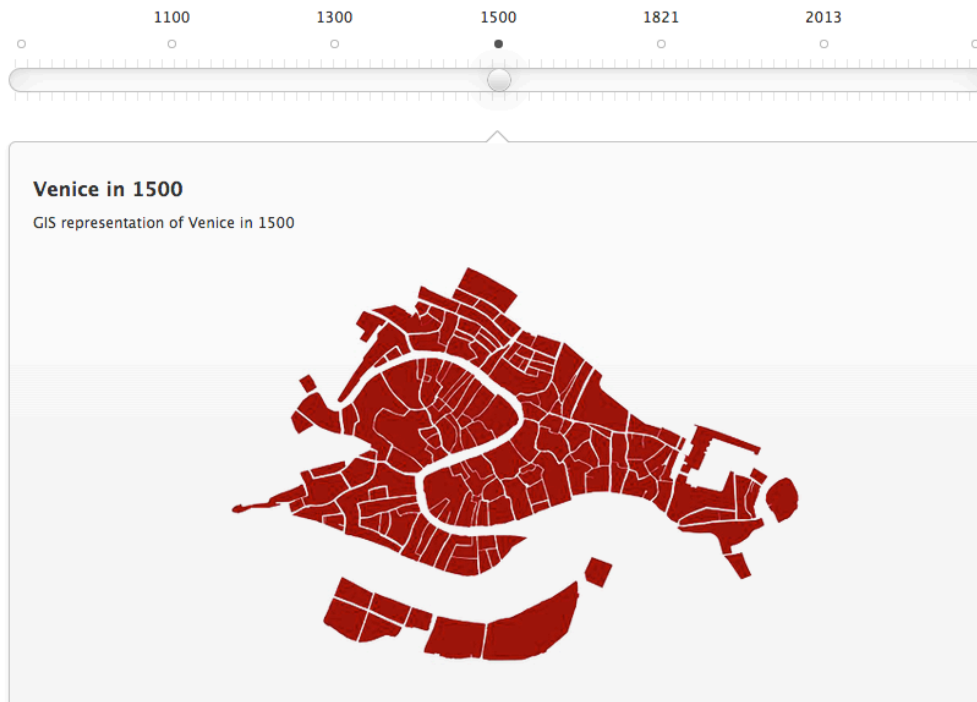 1100 1300 1500 1821 2013
Venice in 1500
GIS representation of Venice in 1500